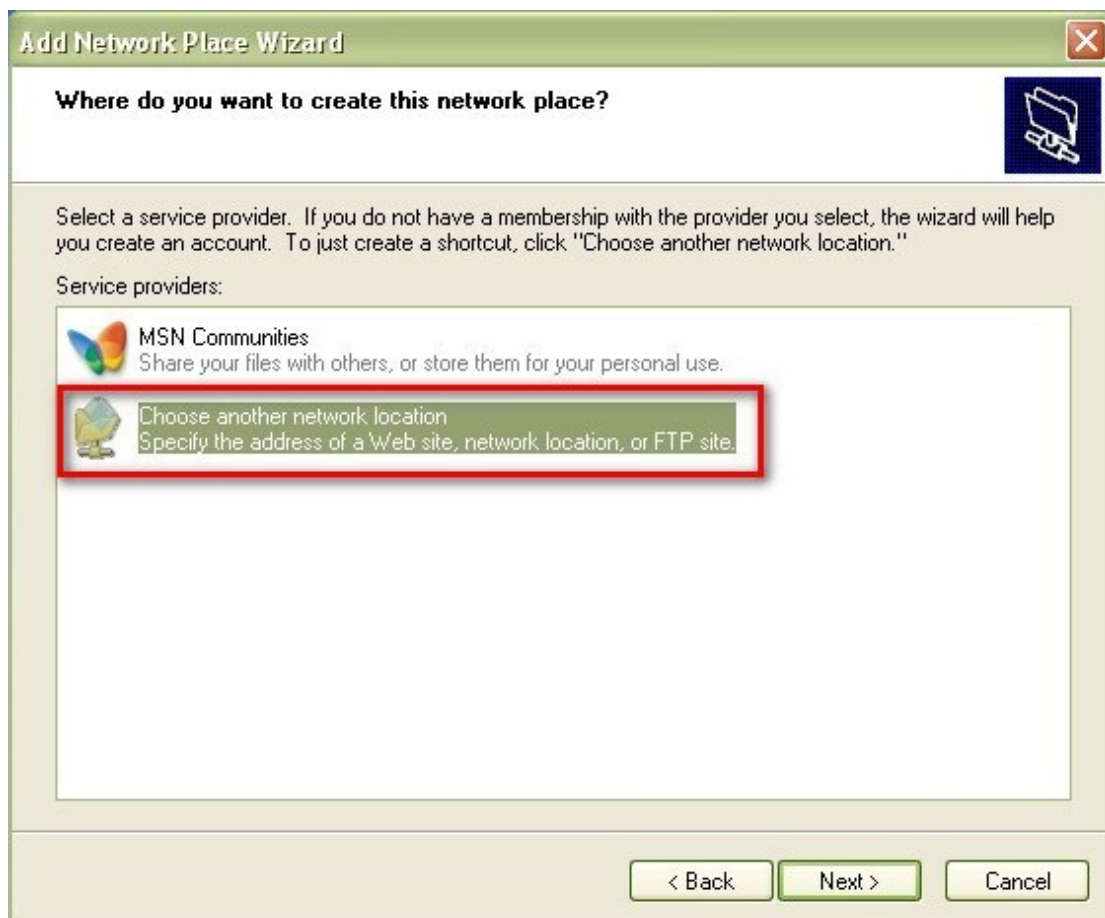 Add Network Place Wizard
Where do you want to create this network place?
Select a service provider.  If you do not have a membership with the provider you select, the wizard will help
you create an account.  To just create a shortcut, click "Choose another network location."
Service providers:
MSN Communities
Share your files with others, or store them for your personal use.
Choose another network location
Specify the address of a Web site, network location, or FTP site.
< Back
Next >
Cancel